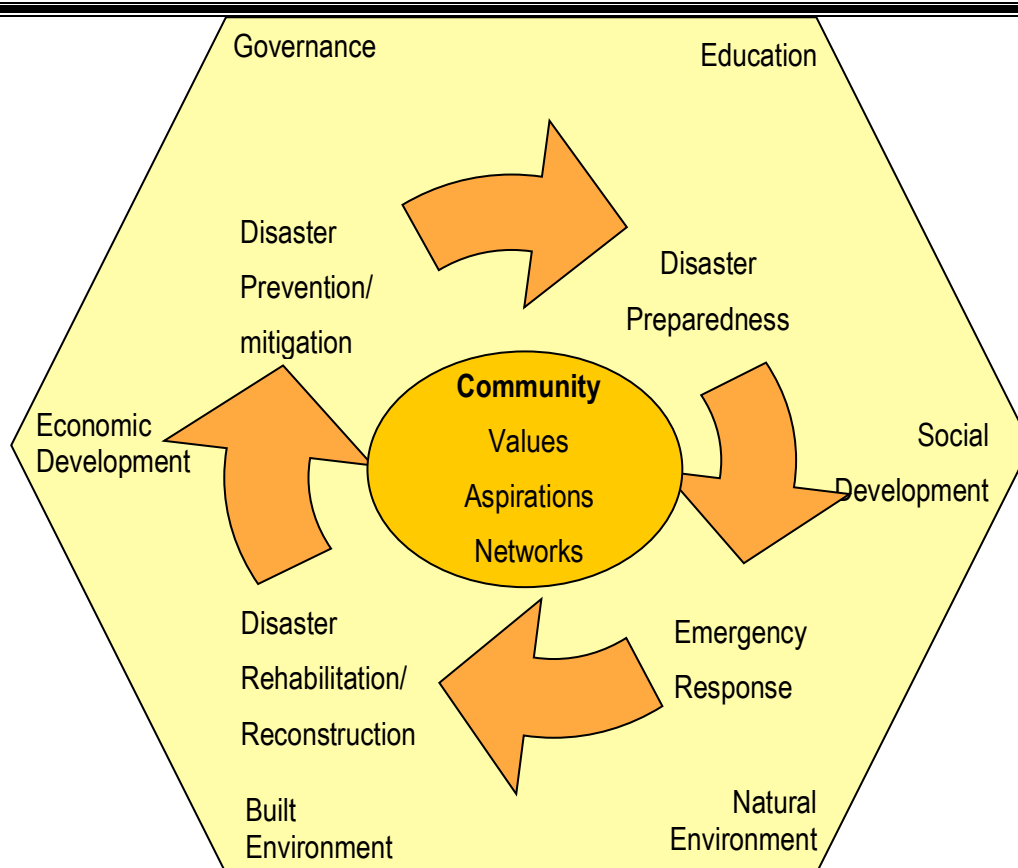 Governance
Education
Disaster
Prevention/
mitigation
Disaster
Preparedness
Community
Values
Aspirations
Networks
Economic
Development
Social
Development
Disaster
Rehabilitation/
Reconstruction
Emergency
Response
Built
Environment
Natural
Environment